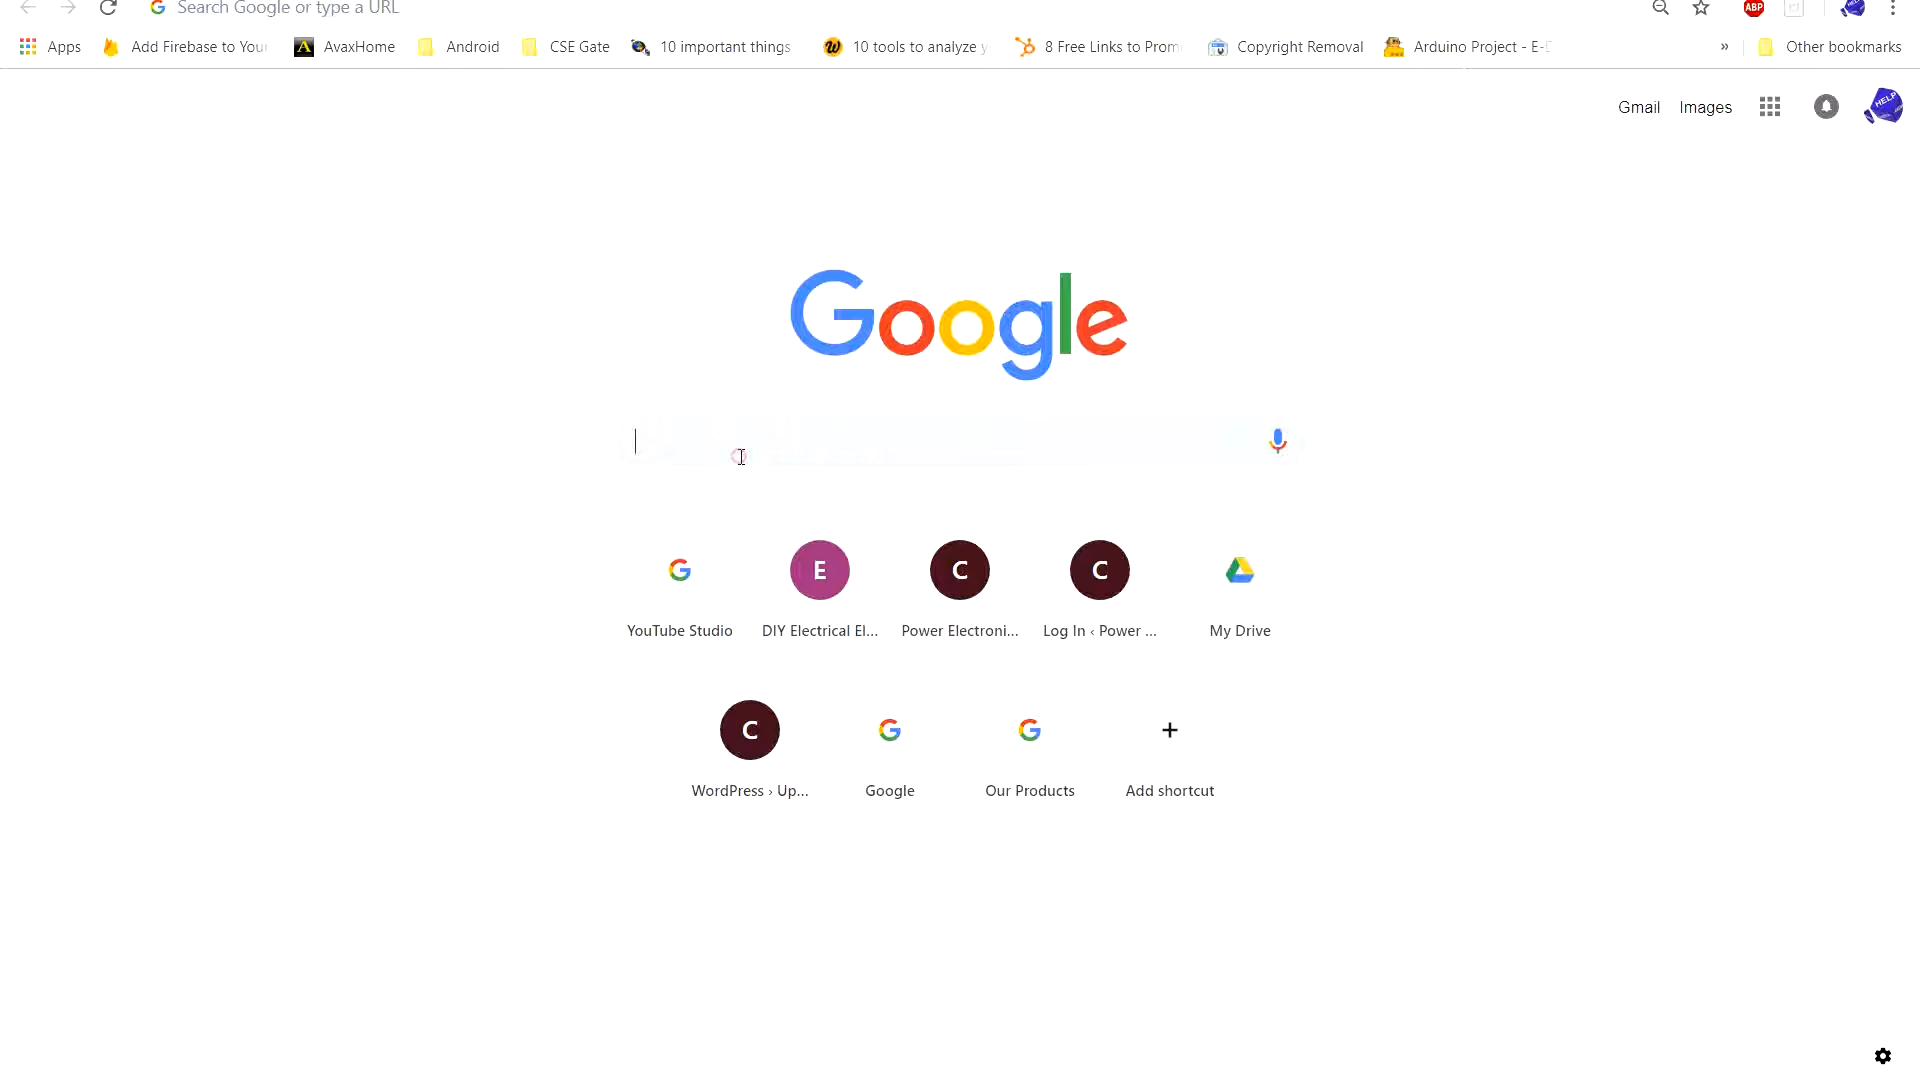 Search Google or type a URL
ABP
Apps Add Firebase to You AvaxHome Android CSE Gate 10 important things 10 tools to analyze y 8 Free Links to Prom Copyright Removal Arduino Project - E-D » Other bookmarks
Gmail Images HELP
Google
E C C
YouTube Studio DIY Electrical El... Power Electroni... Log In ‹ Power ... My Drive
C
WordPress › Up... Google Our Products Add shortcut